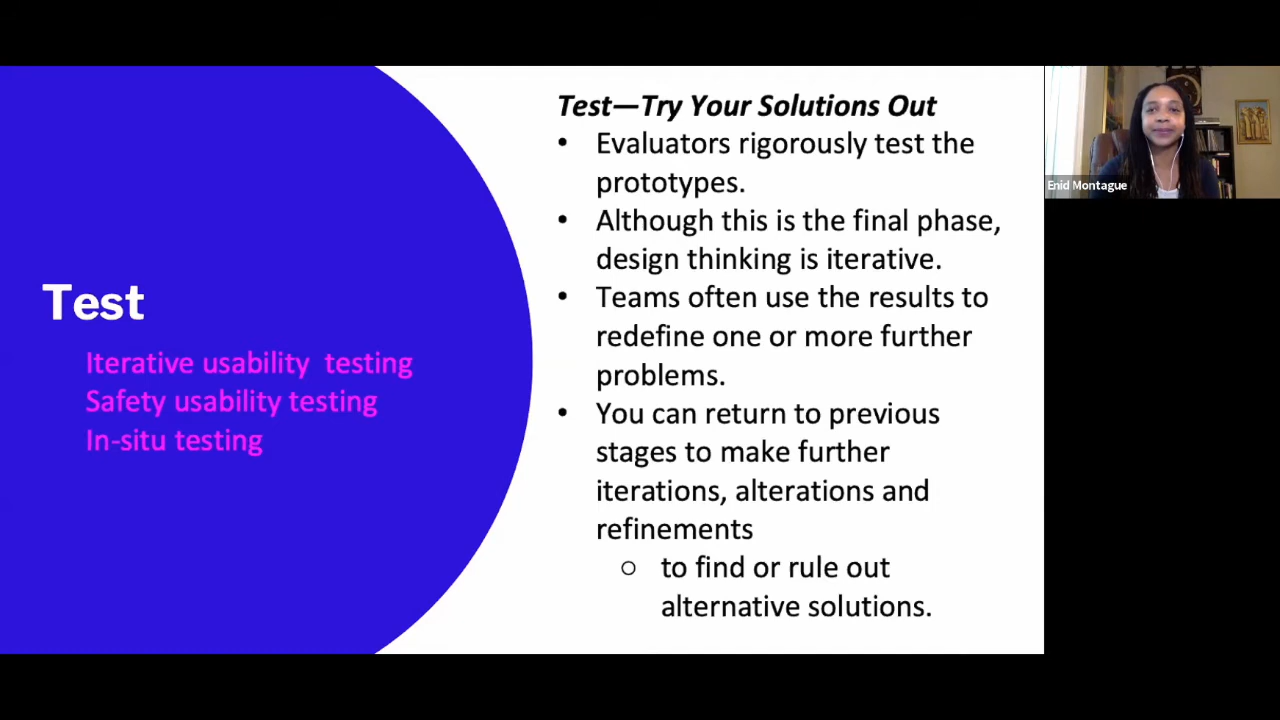 Test
Iterative usability  testing
Safety usability testing
In-situ testing
Test—Try Your Solutions Out
• Evaluators rigorously test the
prototypes.
• Although this is the final phase,
design thinking is iterative.
• Teams often use the results to
redefine one or more further
problems.
• You can return to previous
stages to make further
iterations, alterations and
refinements
○ to find or rule out
alternative solutions.
Enid Montague